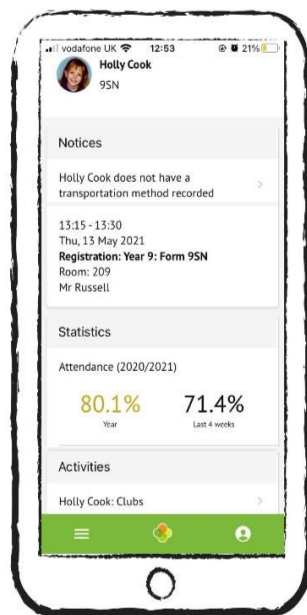 vodafone UK 12:53 21%
Holly Cook
9SN
Notices
Holly Cook does not have a
transportation method recorded
13:15 - 13:30
Thu, 13 May 2021
Registration: Year 9: Form 9SN
Room: 209
Mr Russell
Statistics
Attendance (2020/2021)
80.1% 71.4%
Year Last 4 weeks
Activities
Holly Cook: Clubs